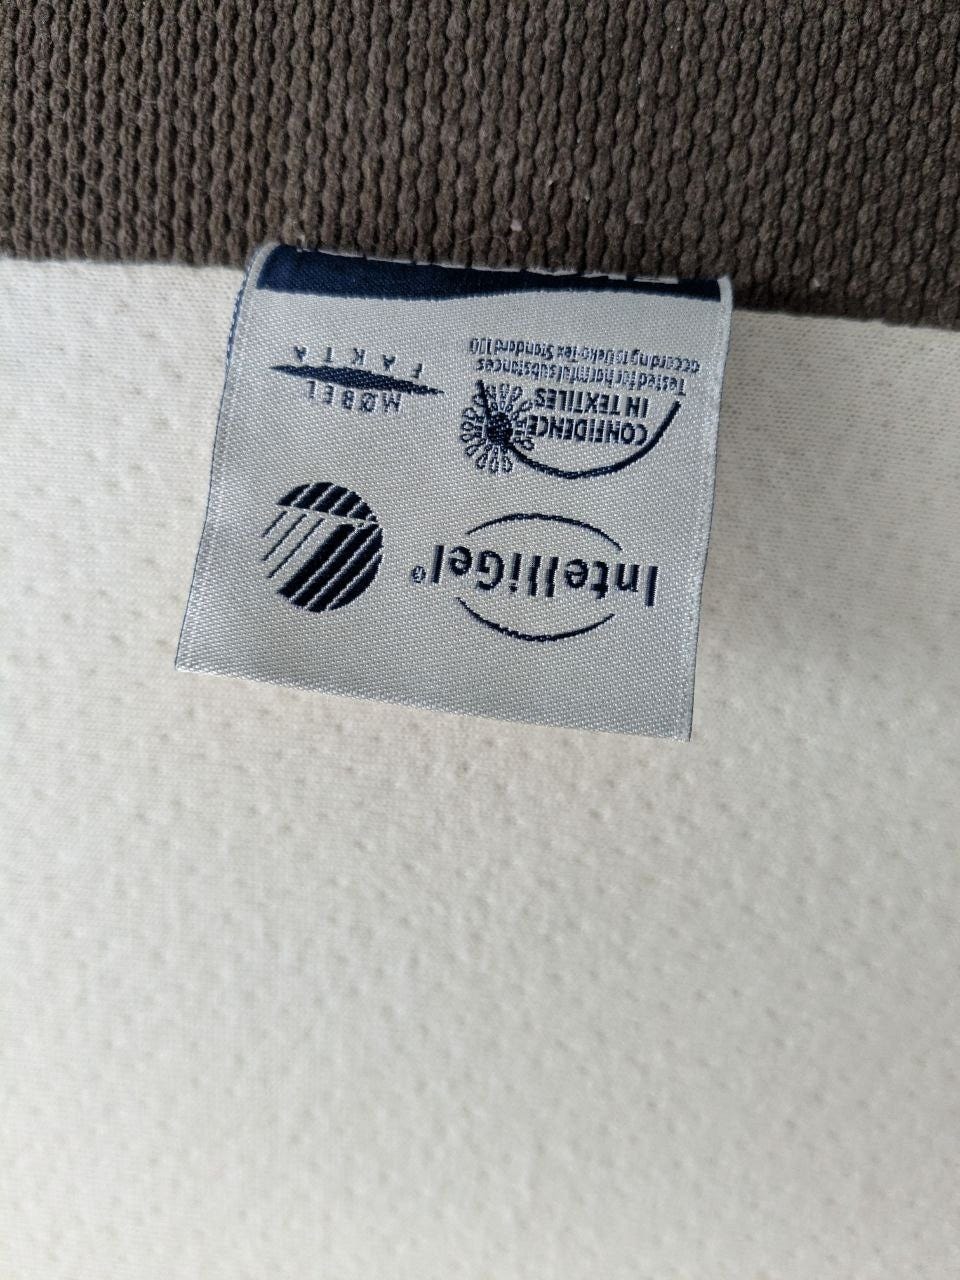 IntelliGel®
CONFIDENCE
IN TEXTILES
Tested for harmful substances
according to Oeko-Tex Standard 100
MØBEL
FAKTA